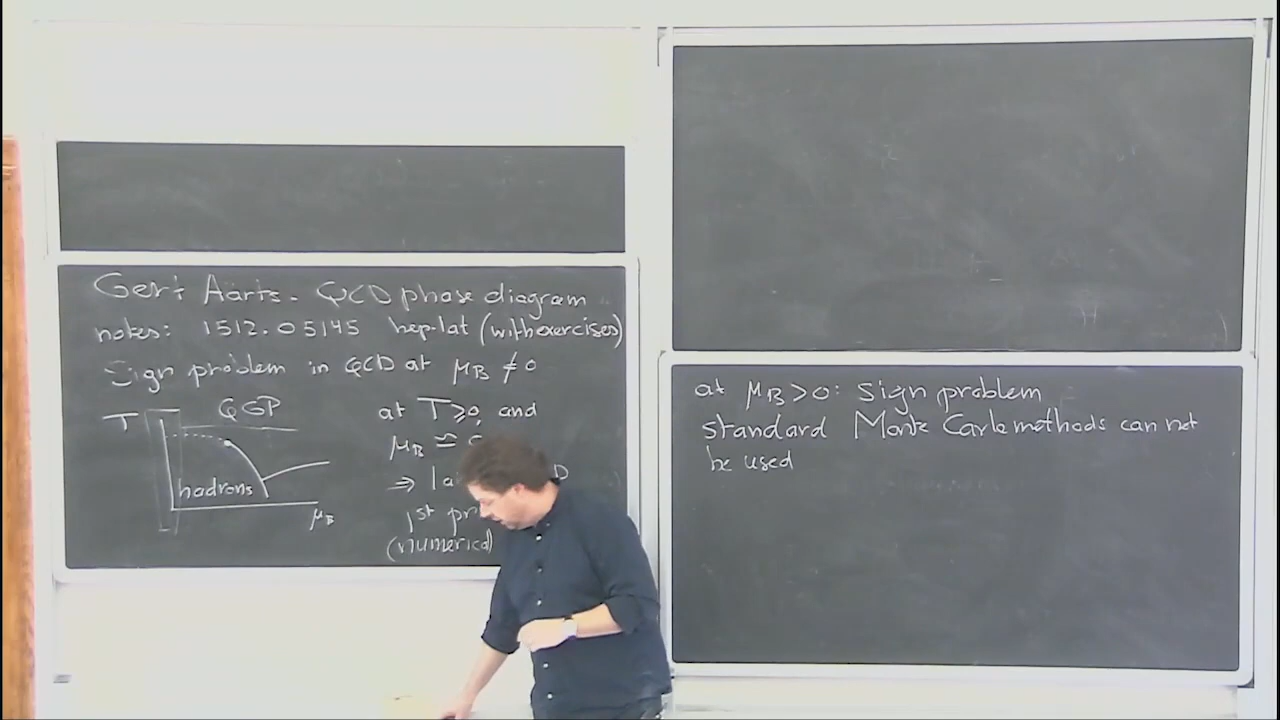 Gert Aarts - QCD phase diagram
notes: 1512.05145 hep-lat (with exercises)
Sign problem in QCD at μB ≠ 0
T
QGP
hadrons
μB
at T ≥ 0, and
μB ≃
⇒
1st
(numerical)
at μB > 0: sign problem
standard Monte Carlo methods can not
be used